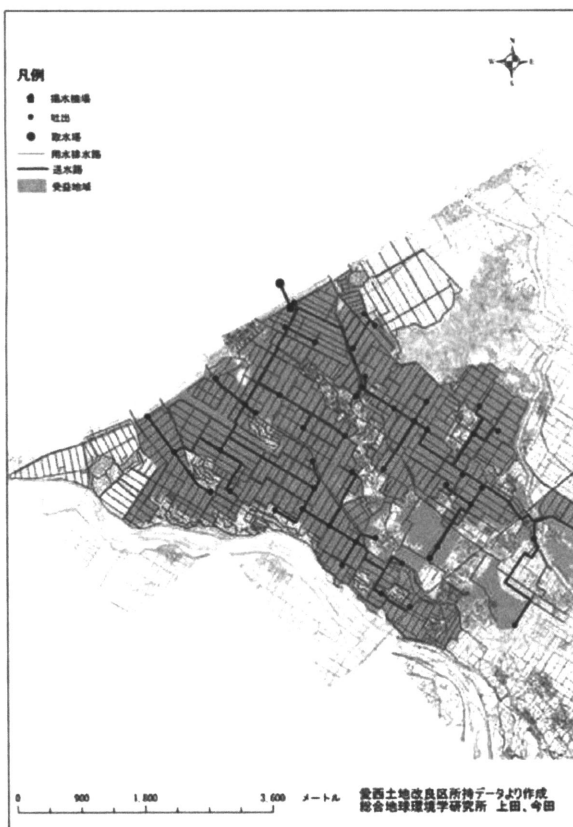 N
W E
S
凡例
揚水機場
吐出
取水塔
用水排水路
送水路
受益地域
0 900 1,800 3,600 メートル
愛西土地改良区所持データより作成
総合地球環境学研究所 上田、今田